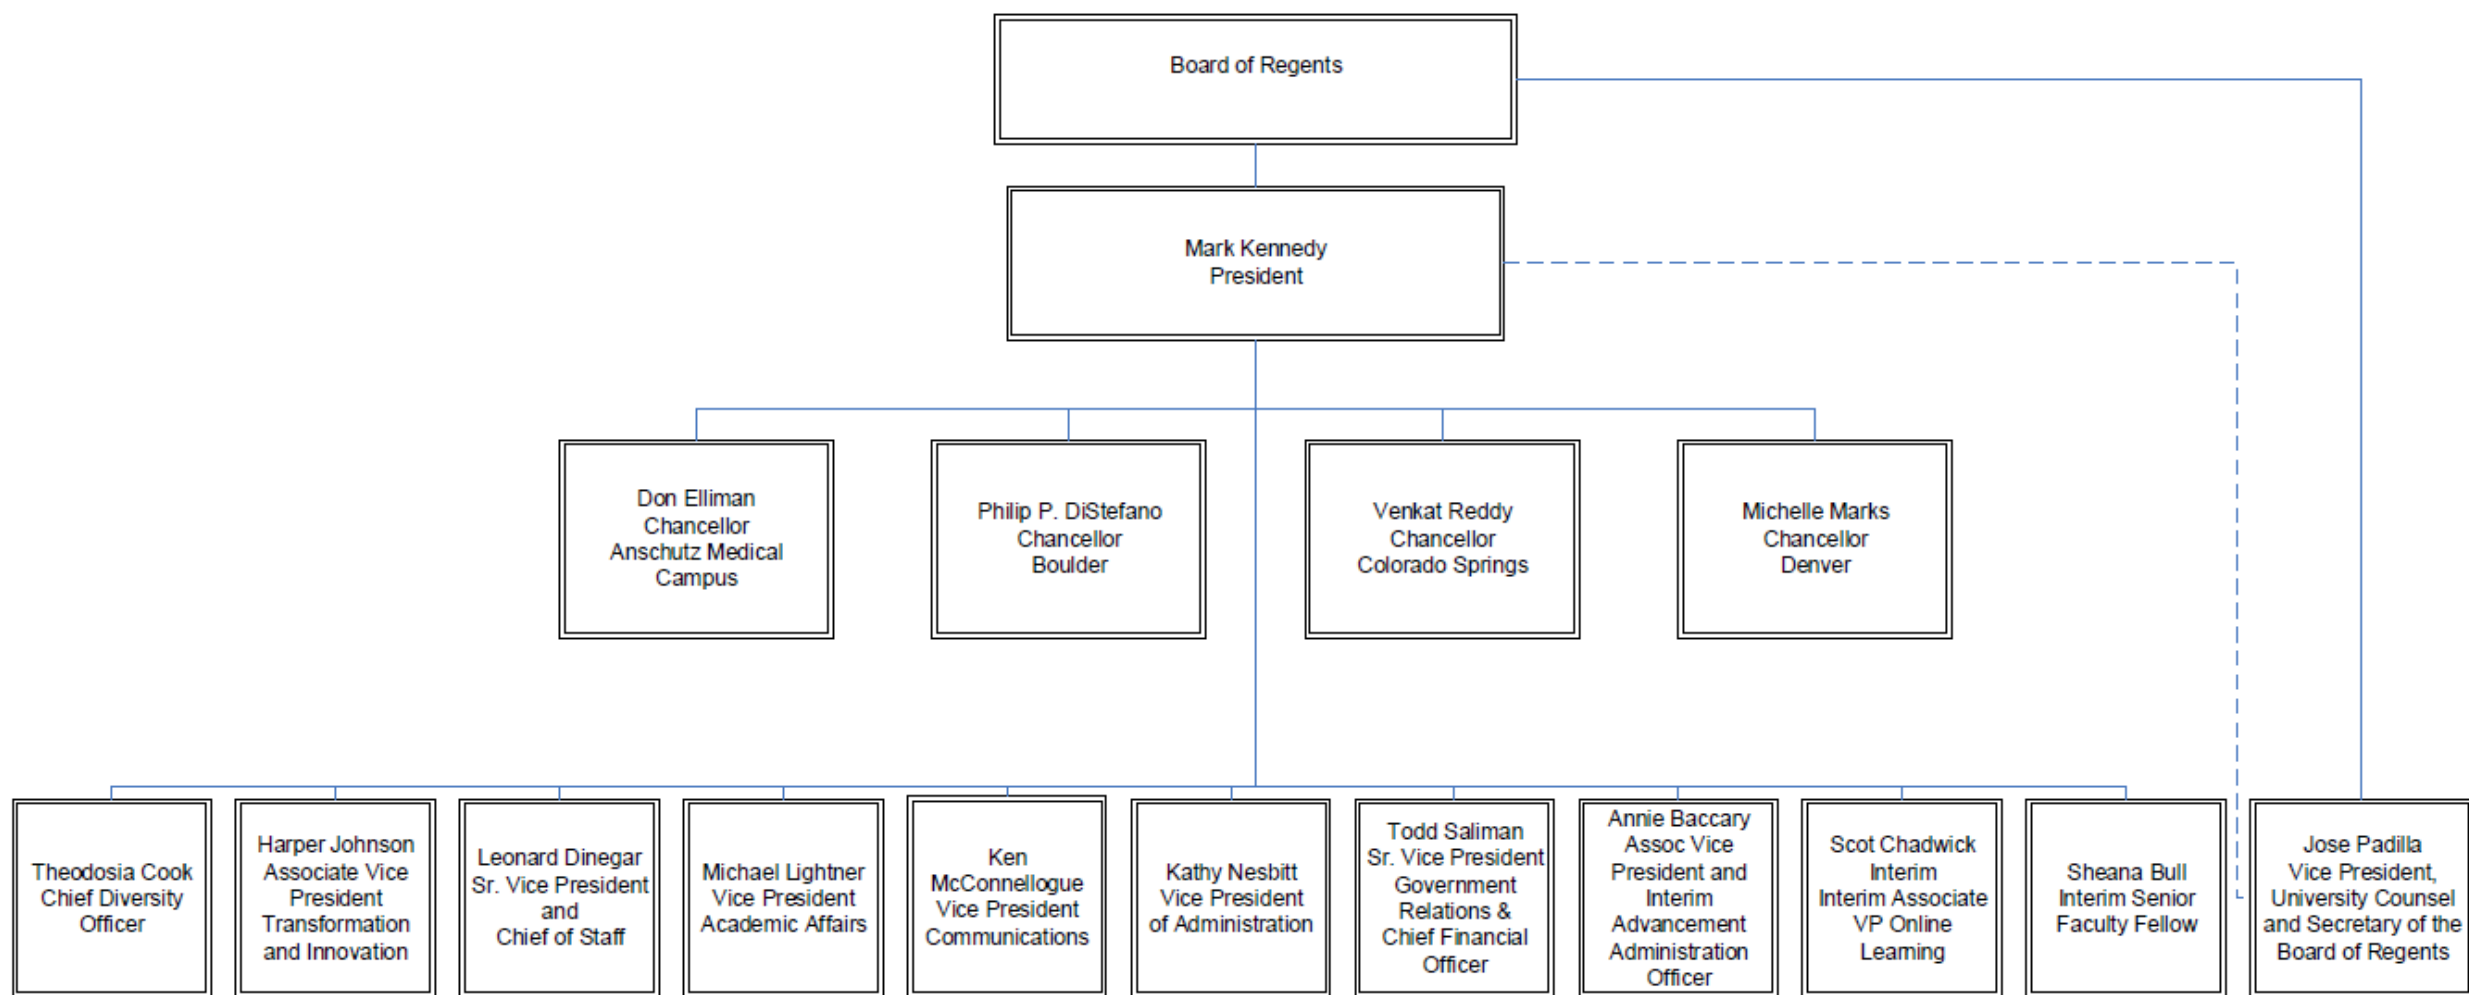 Board of Regents
Mark Kennedy
President
Don Elliman
Chancellor
Anschutz Medical
Campus
Philip P. DiStefano
Chancellor
Boulder
Venkat Reddy
Chancellor
Colorado Springs
Michelle Marks
Chancellor
Denver
Theodosia Cook
Chief Diversity
Officer
Harper Johnson
Associate Vice
President
Transformation
and Innovation
Leonard Dinegar
Sr. Vice President
and
Chief of Staff
Michael Lightner
Vice President
Academic Affairs
Ken
McConnellogue
Vice President
Communications
Kathy Nesbitt
Vice President
of Administration
Todd Saliman
Sr. Vice President
Government
Relations &
Chief Financial
Officer
Annie Baccary
Assoc Vice
President and
Interim
Advancement
Administration
Officer
Scot Chadwick
Interim
Interim Associate
VP Online
Learning
Sheana Bull
Interim Senior
Faculty Fellow
Jose Padilla
Vice President,
University Counsel
and Secretary of the
Board of Regents